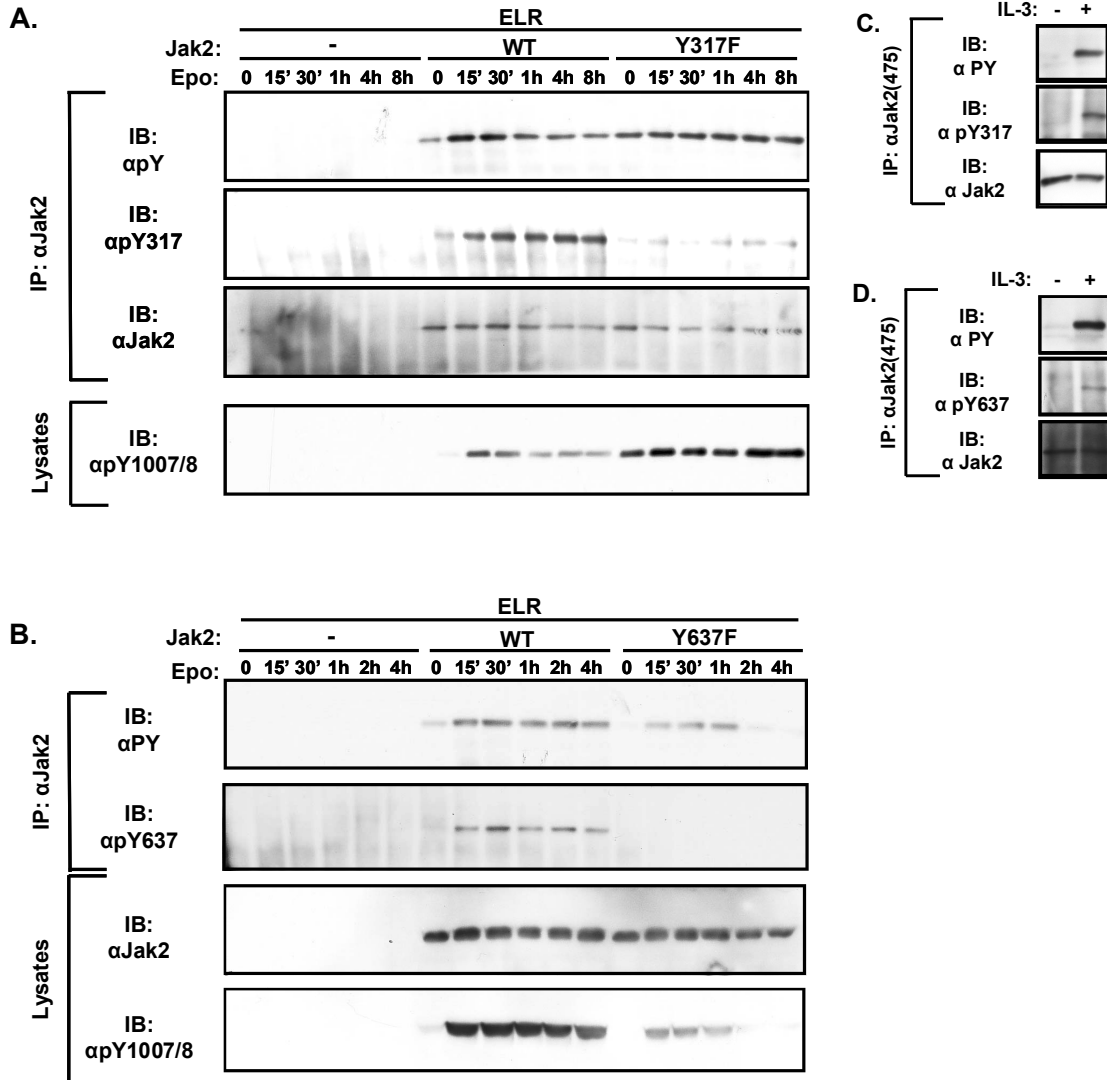 A.
ELR
Jak2: - WT Y317F
Epo: 0 15' 30' 1h 4h 8h 0 15' 30' 1h 4h 8h 0 15' 30' 1h 4h 8h
IP: αJak2
IB:
αpY
IB:
αpY317
IB:
αJak2
Lysates
IB:
αpY1007/8
C.
IL-3: - +
IP: αJak2(475)
IB:
α PY
IB:
α pY317
IB:
α Jak2
D.
IL-3: - +
IP: αJak2(475)
IB:
α PY
IB:
α pY637
IB:
α Jak2
B.
ELR
Jak2: - WT Y637F
Epo: 0 15' 30' 1h 2h 4h 0 15' 30' 1h 2h 4h 0 15' 30' 1h 2h 4h
IP: αJak2
IB:
αPY
IB:
αpY637
Lysates
IB:
αJak2
IB:
αpY1007/8